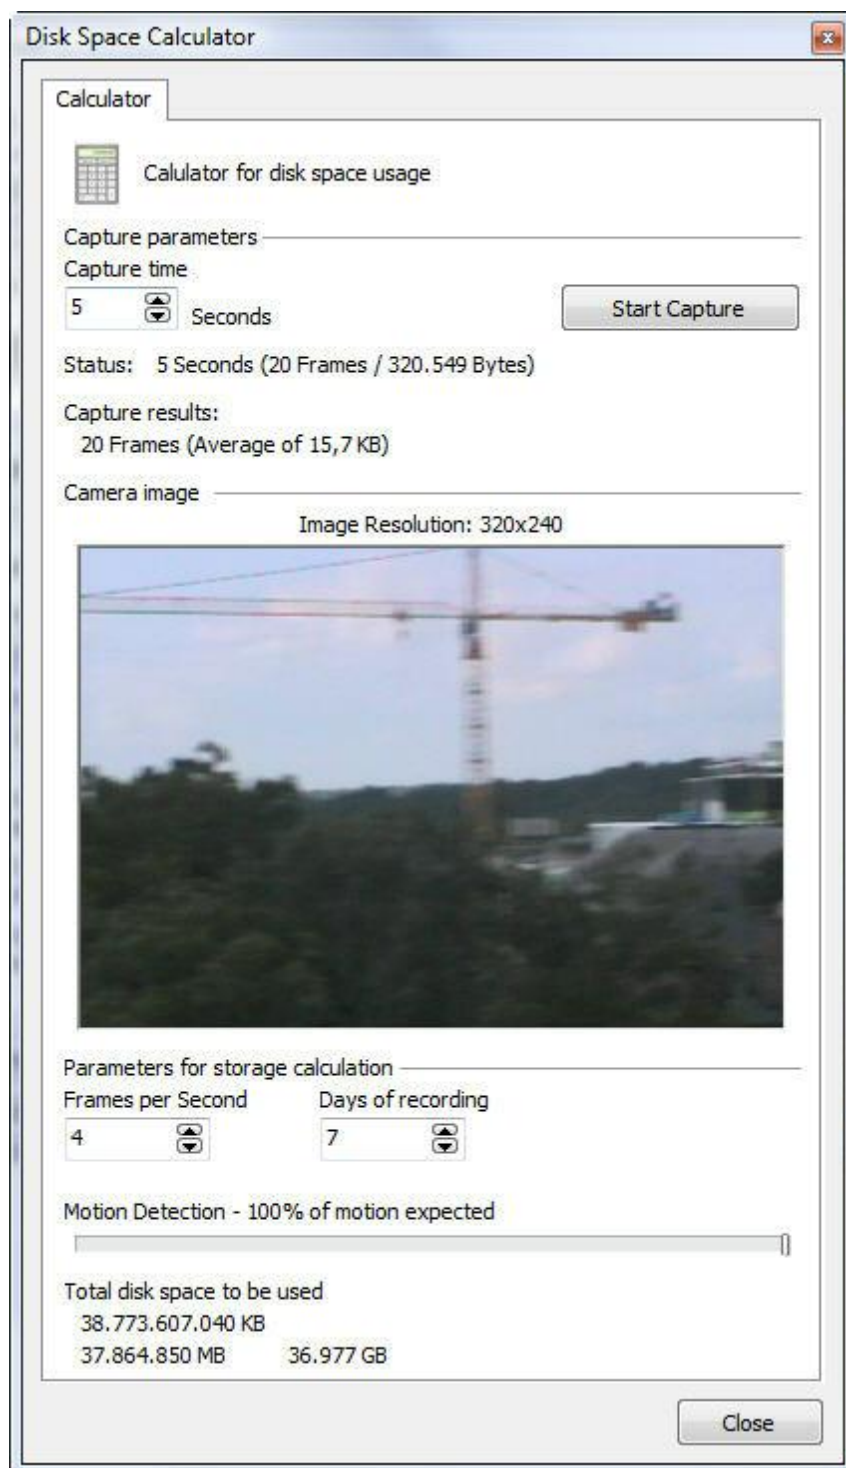 Disk Space Calculator
Calculator
Calulator for disk space usage
Capture parameters
Capture time
5 Seconds Start Capture
Status: 5 Seconds (20 Frames / 320.549 Bytes)
Capture results:
20 Frames (Average of 15,7 KB)
Camera image
Image Resolution: 320x240
Parameters for storage calculation
Frames per Second Days of recording
4 7
Motion Detection - 100% of motion expected
Total disk space to be used
38.773.607.040 KB
37.864.850 MB 36.977 GB
Close